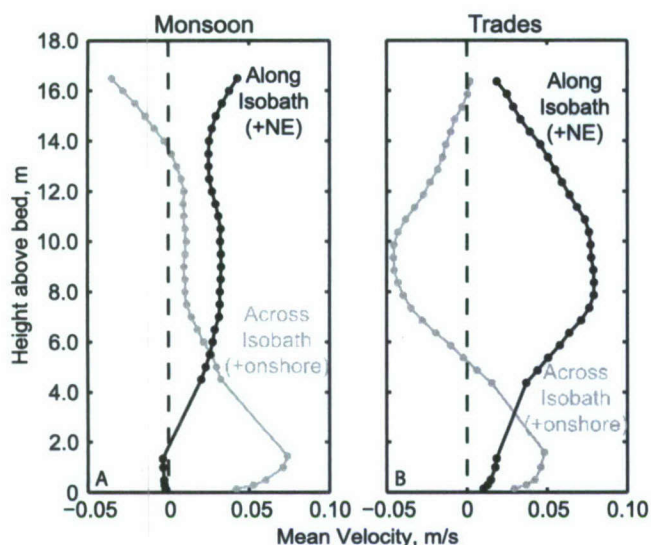 Monsoon
Trades
Height above bed, m
18.0
16.0
14.0
12.0
10.0
8.0
6.0
4.0
2.0
0
Along
Isobath
(+NE)
Across
Isobath
(+onshore)
A
Along
Isobath
(+NE)
Across
Isobath
(+onshore)
B
−0.05
0
0.05
0.10
−0.05
0
0.05
0.10
Mean Velocity, m/s